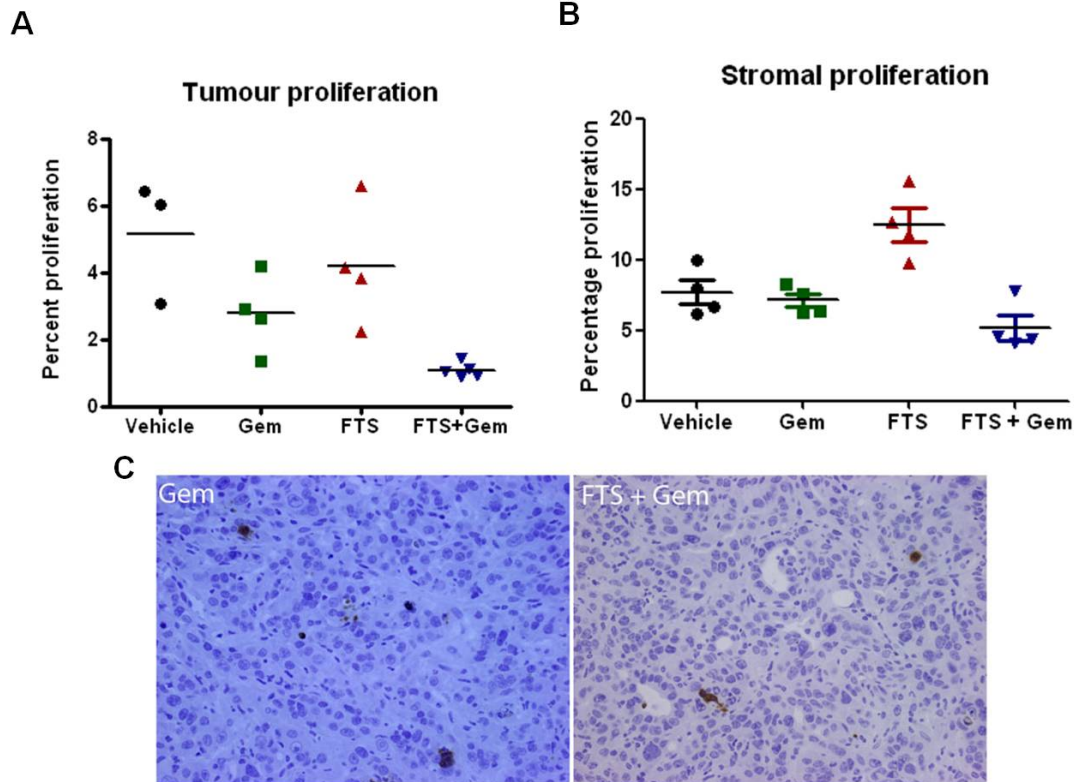 A
B
Tumour proliferation
Stromal proliferation
Percent proliferation
8
6
4
2
0
Vehicle Gem FTS FTS+Gem
Percentage proliferation
20
15
10
5
0
Vehicle Gem FTS FTS + Gem
C
Gem
FTS + Gem